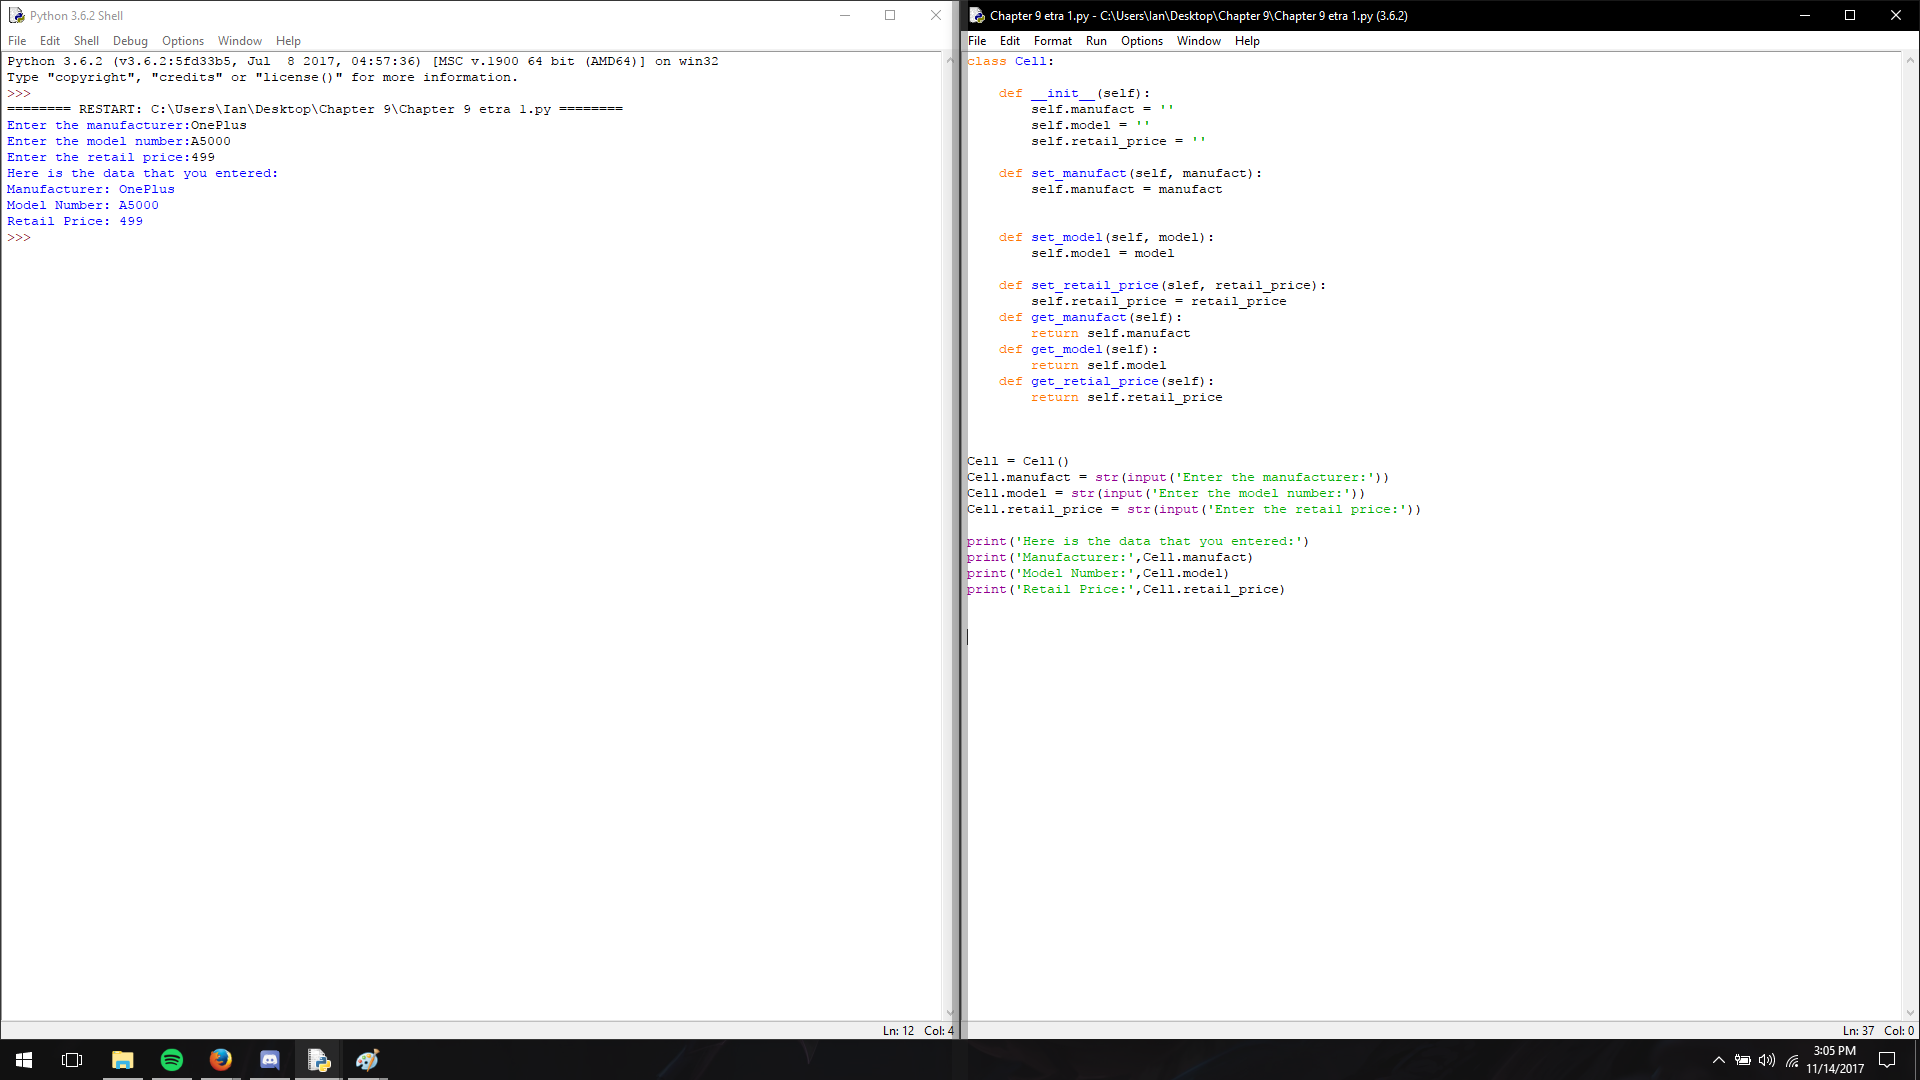 Python 3.6.2 Shell
File Edit Shell Debug Options Window Help
Python 3.6.2 (v3.6.2:5fd33b5, Jul  8 2017, 04:57:36) [MSC v.1900 64 bit (AMD64)] on win32
Type "copyright", "credits" or "license()" for more information.
>>>
======== RESTART: C:\Users\Ian\Desktop\Chapter 9\Chapter 9 etra 1.py ========
Enter the manufacturer:OnePlus
Enter the model number:A5000
Enter the retail price:499
Here is the data that you entered:
Manufacturer: OnePlus
Model Number: A5000
Retail Price: 499
>>>
Ln: 12 Col: 4
Chapter 9 etra 1.py - C:\Users\Ian\Desktop\Chapter 9\Chapter 9 etra 1.py (3.6.2)
File Edit Format Run Options Window Help
class Cell:
    def __init__(self):
        self.manufact = ''
        self.model = ''
        self.retail_price = ''
    def set_manufact(self, manufact):
        self.manufact = manufact
    def set_model(self, model):
        self.model = model
    def set_retail_price(slef, retail_price):
        self.retail_price = retail_price
    def get_manufact(self):
        return self.manufact
    def get_model(self):
        return self.model
    def get_retial_price(self):
        return self.retail_price
Cell = Cell()
Cell.manufact = str(input('Enter the manufacturer:'))
Cell.model = str(input('Enter the model number:'))
Cell.retail_price = str(input('Enter the retail price:'))
print('Here is the data that you entered:')
print('Manufacturer:',Cell.manufact)
print('Model Number:',Cell.model)
print('Retail Price:',Cell.retail_price)
Ln: 37 Col: 0
3:05 PM
11/14/2017